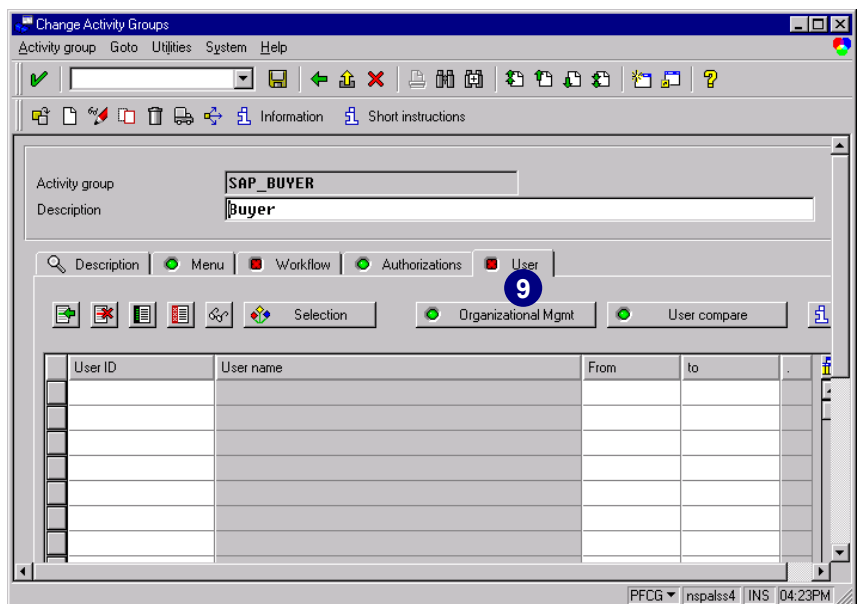 Change Activity Groups
Activity group Goto Utilities System Help
Information Short instructions
Activity group SAP_BUYER
Description Buyer
Description Menu Workflow Authorizations User
9
Selection Organizational Mgmt User compare
User ID User name From to .
PFCG nspalss4 INS 04:23PM